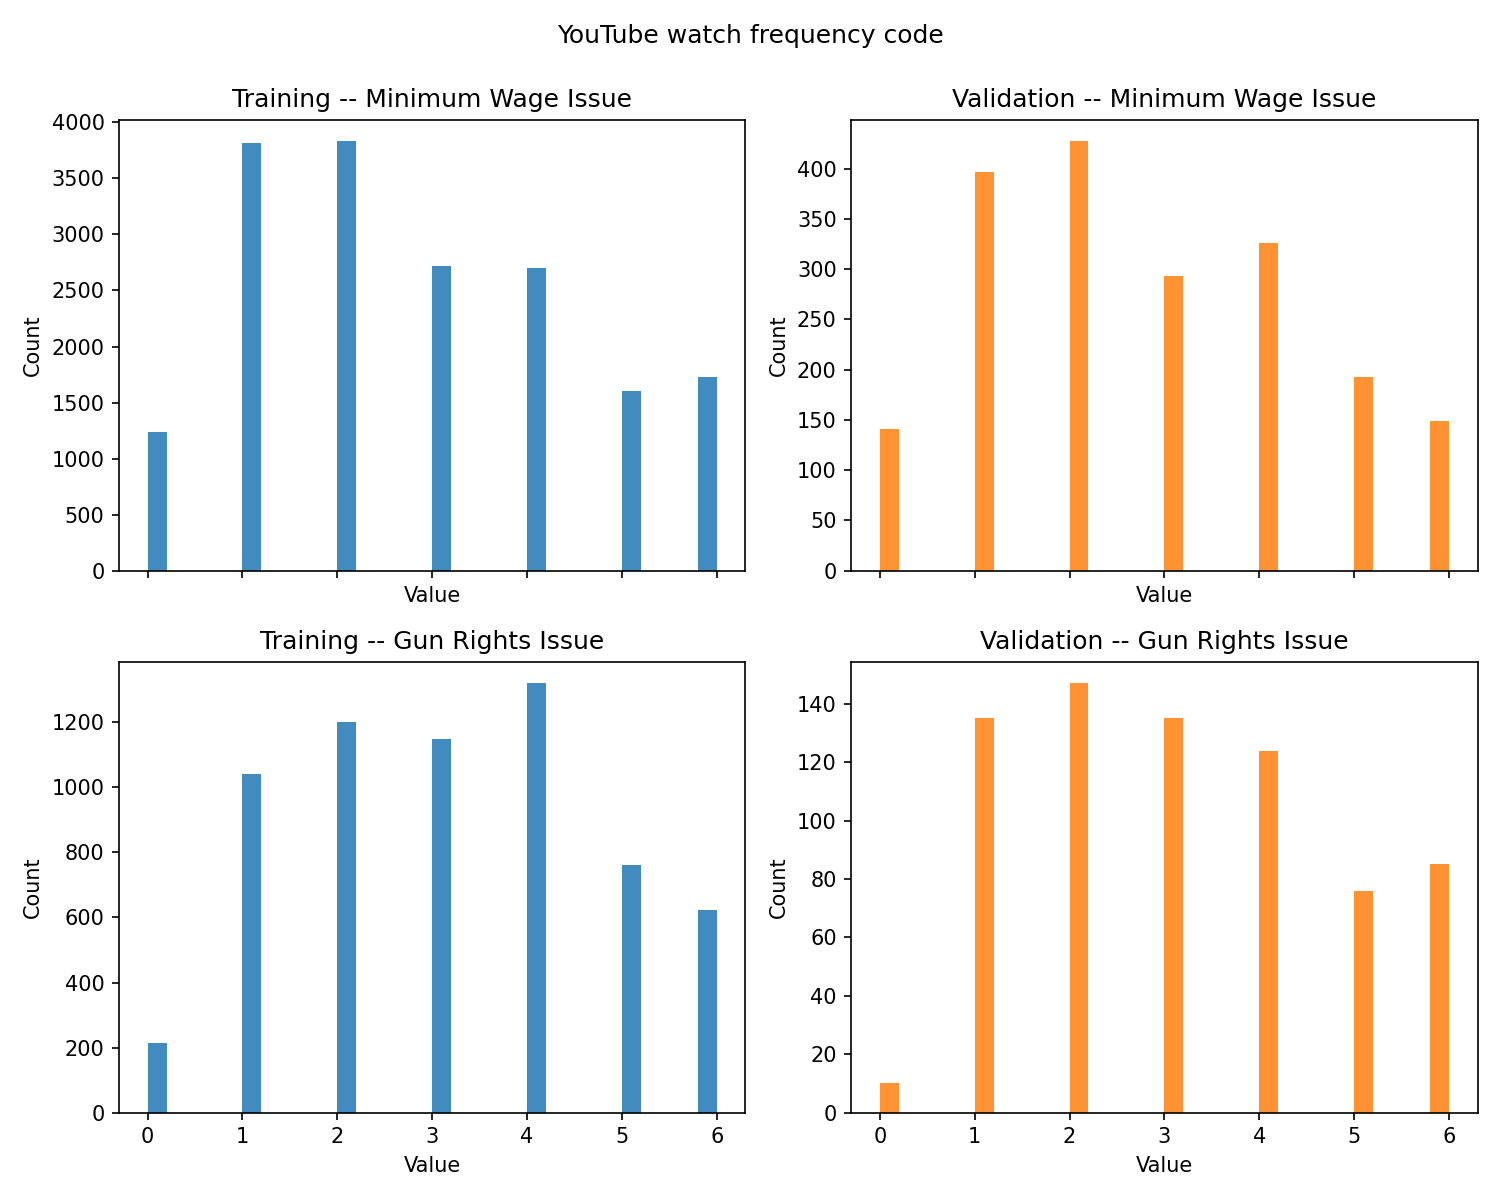 YouTube watch frequency code
Training -- Minimum Wage Issue
4000
3500
3000
2500
2000
1500
1000
500
0
Count
Value
Validation -- Minimum Wage Issue
400
350
300
250
200
150
100
50
0
Count
Value
Training -- Gun Rights Issue
1200
1000
800
600
400
200
0
Count
0 1 2 3 4 5 6
Value
Validation -- Gun Rights Issue
140
120
100
80
60
40
20
0
Count
0 1 2 3 4 5 6
Value